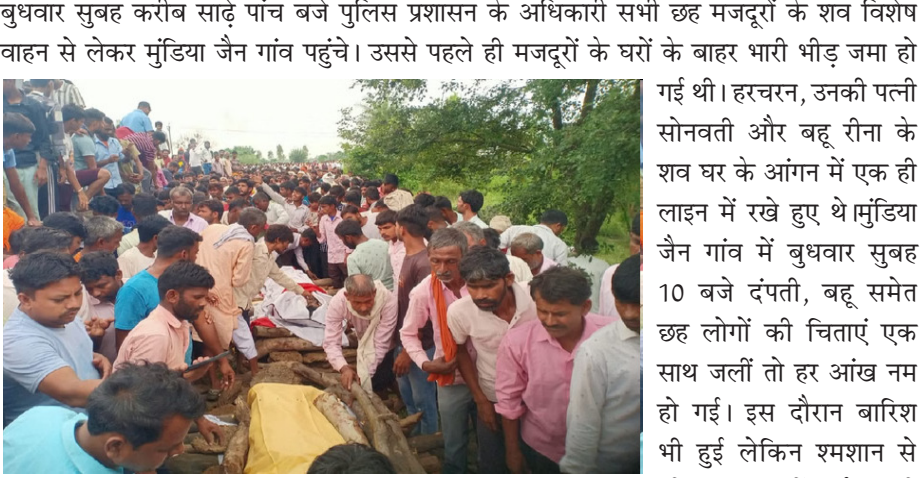 बुधवार सुबह करीब साढ़े पांच बजे पुलिस प्रशासन के अधिकारी सभी छह मजदूरों के शव विशेष
वाहन से लेकर मुंडिया जैन गांव पहुंचे। उससे पहले ही मजदूरों के घरों के बाहर भारी भीड़ जमा हो
गई थी। हरचरन, उनकी पत्नी
सोनवती और बहू रीना के
शव घर के आंगन में एक ही
लाइन में रखे हुए थे।मुंडिया
जैन गांव में बुधवार सुबह
10 बजे दंपती, बहू समेत
छह लोगों की चिताएं एक
साथ जलीं तो हर आंख नम
हो गई। इस दौरान बारिश
भी हुई लेकिन श्मशान से